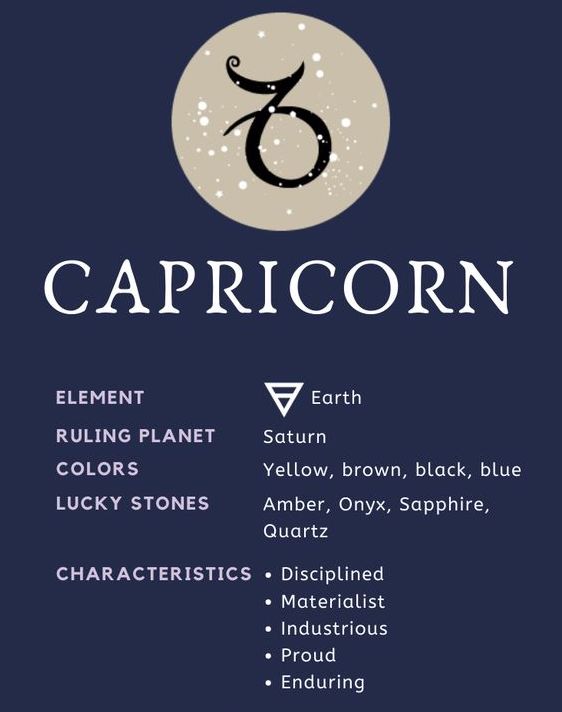 CAPRICORN
ELEMENT Earth
RULING PLANET Saturn
COLORS Yellow, brown, black, blue
LUCKY STONES Amber, Onyx, Sapphire,
Quartz
CHARACTERISTICS • Disciplined
• Materialist
• Industrious
• Proud
• Enduring